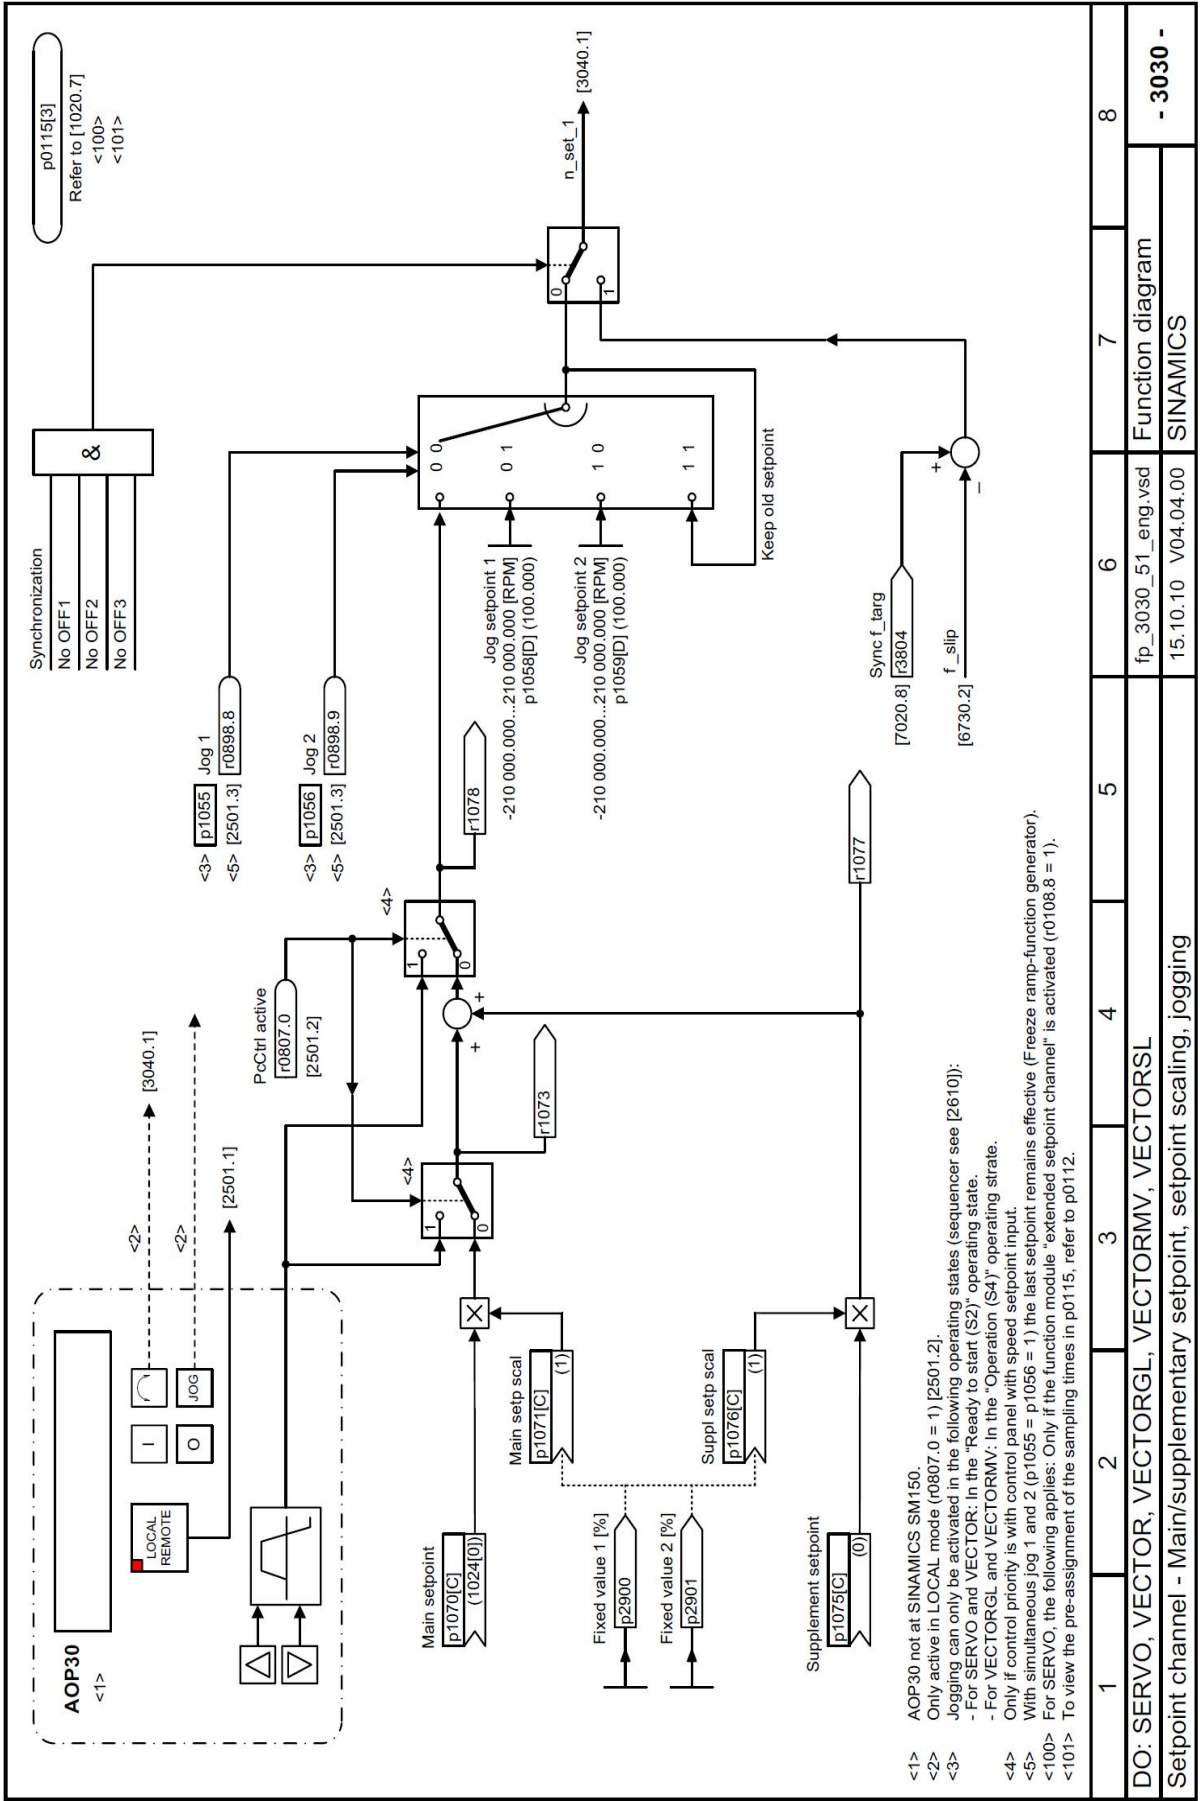 AOP30
<1>
LOCAL
REMOTE
I
O
JOG
<2>
[3040.1]
<2>
[2501.1]
PcCtrl active
r0807.0
[2501.2]
Synchronization
No OFF1
No OFF2
No OFF3
&
p0115[3]
Refer to [1020.7]
<100>
<101>
<3> p1055 Jog 1
<5> [2501.3] r0898.8
<3> p1056 Jog 2
<5> [2501.3] r0898.9
Main setpoint
p1070[C]
(1024[0])
Main setp scal
p1071[C]
(1)
X
<4>
1
0
r1073
+
+
<4>
1
0
r1078
0 0
0 1
1 0
1 1
Jog setpoint 1
-210 000.000...210 000.000 [RPM]
p1058[D] (100.000)
Jog setpoint 2
-210 000.000...210 000.000 [RPM]
p1059[D] (100.000)
Keep old setpoint
0
1
n_set_1
[3040.1]
Fixed value 1 [%]
p2900
Fixed value 2 [%]
p2901
Suppl setp scal
p1076[C]
(1)
Supplement setpoint
p1075[C]
(0)
X
r1077
Sync f_targ
[7020.8] r3804
f_slip
[6730.2]
+
_
<1> AOP30 not at SINAMICS SM150.
<2> Only active in LOCAL mode (r0807.0 = 1) [2501.2].
<3> Jogging can only be activated in the following operating states (sequencer see [2610]):
- For SERVO and VECTOR: In the "Ready to start (S2)" operating state.
- For VECTORGL and VECTORMV: In the "Operation (S4)" operating strate.
<4> Only if control priority is with control panel with speed setpoint input.
<5> With simultaneous jog 1 and 2 (p1055 = p1056 = 1) the last setpoint remains effective (Freeze ramp-function generator).
<100> For SERVO, the following applies: Only if the function module "extended setpoint channel" is activated (r0108.8 = 1).
<101> To view the pre-assignment of the sampling times in p0115, refer to p0112.
1 2 3 4 5 6 7 8
DO: SERVO, VECTOR, VECTORGL, VECTORMV, VECTORSL
fp_3030_51_eng.vsd
Function diagram
- 3030 -
Setpoint channel - Main/supplementary setpoint, setpoint scaling, jogging
15.10.10 V04.04.00
SINAMICS